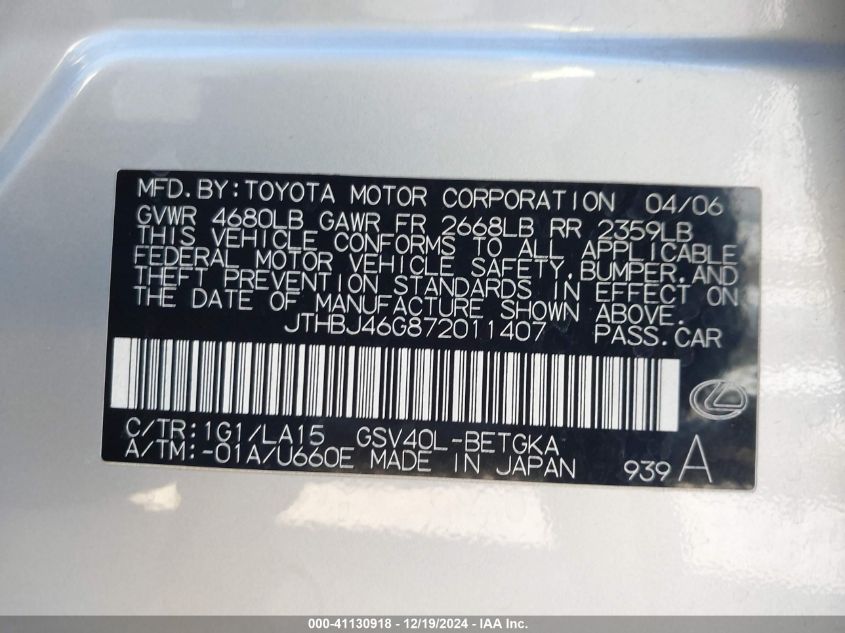 MFD.BY:TOYOTA MOTOR CORPORATION 04/06
GVWR 4680LB GAWR FR 2668LB RR 2359LB
THIS VEHICLE CONFORMS TO ALL APPLICABLE
FEDERAL MOTOR VEHICLE SAFETY,BUMPER,AND
THEFT PREVENTION STANDARDS IN EFFECT ON
THE DATE OF MANUFACTURE SHOWN ABOVE.
JTHBJ46G872011407 PASS.CAR
C/TR:1G1/LA15 GSV40L-BETGKA
A/TM:-01A/U660E MADE IN JAPAN 939 A
000-41130918 - 12/19/2024 - IAA Inc.